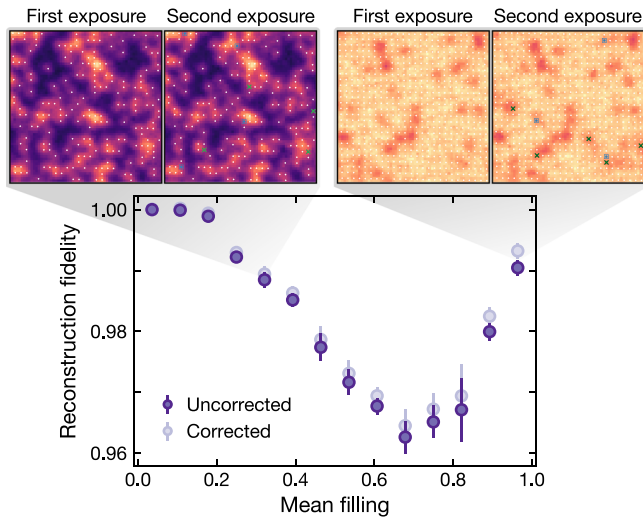 First exposure Second exposure First exposure Second exposure
1.00
0.98
0.96
Reconstruction fidelity
Uncorrected
Corrected
0.0 0.2 0.4 0.6 0.8 1.0
Mean filling